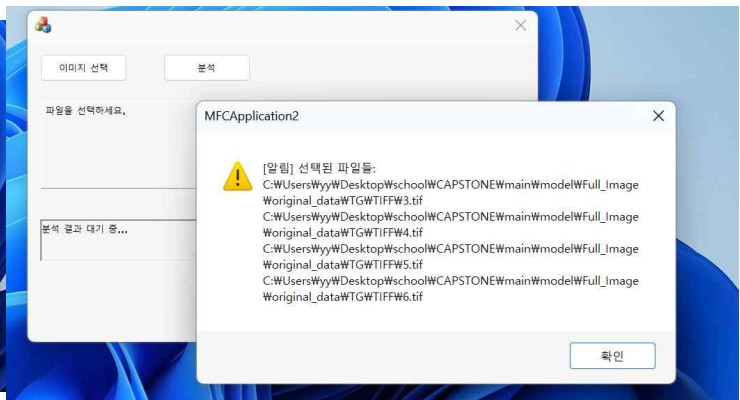 이미지 선택
분석
파일을 선택하세요.
분석 결과 대기 중...
MFCApplication2
[알림] 선택된 파일들:
C:₩Users₩yy₩Desktop₩school₩CAPSTONE₩main₩model₩Full_Image
₩original_data₩TG₩TIFF₩3.tif
C:₩Users₩yy₩Desktop₩school₩CAPSTONE₩main₩model₩Full_Image
₩original_data₩TG₩TIFF₩4.tif
C:₩Users₩yy₩Desktop₩school₩CAPSTONE₩main₩model₩Full_Image
₩original_data₩TG₩TIFF₩5.tif
C:₩Users₩yy₩Desktop₩school₩CAPSTONE₩main₩model₩Full_Image
₩original_data₩TG₩TIFF₩6.tif
확인